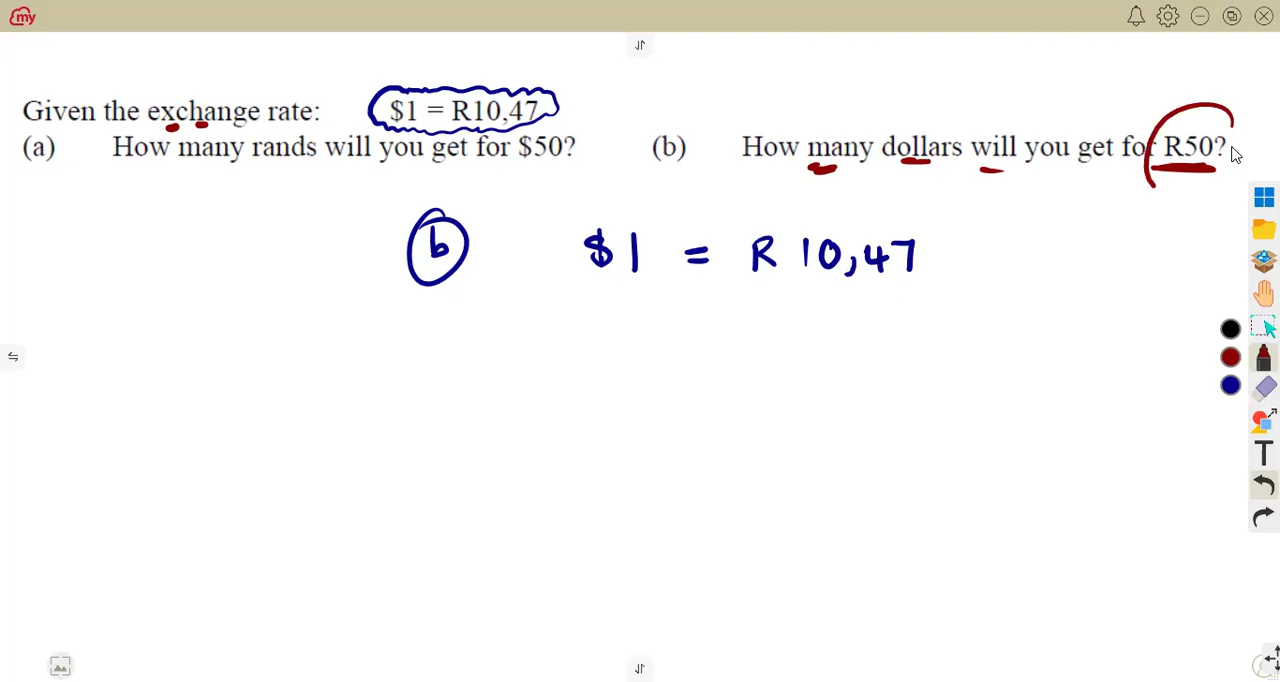 my
Given the exchange rate: $1 = R10,47
(a) How many rands will you get for $50? (b) How many dollars will you get for R50?
b $1 = R 10,47
T